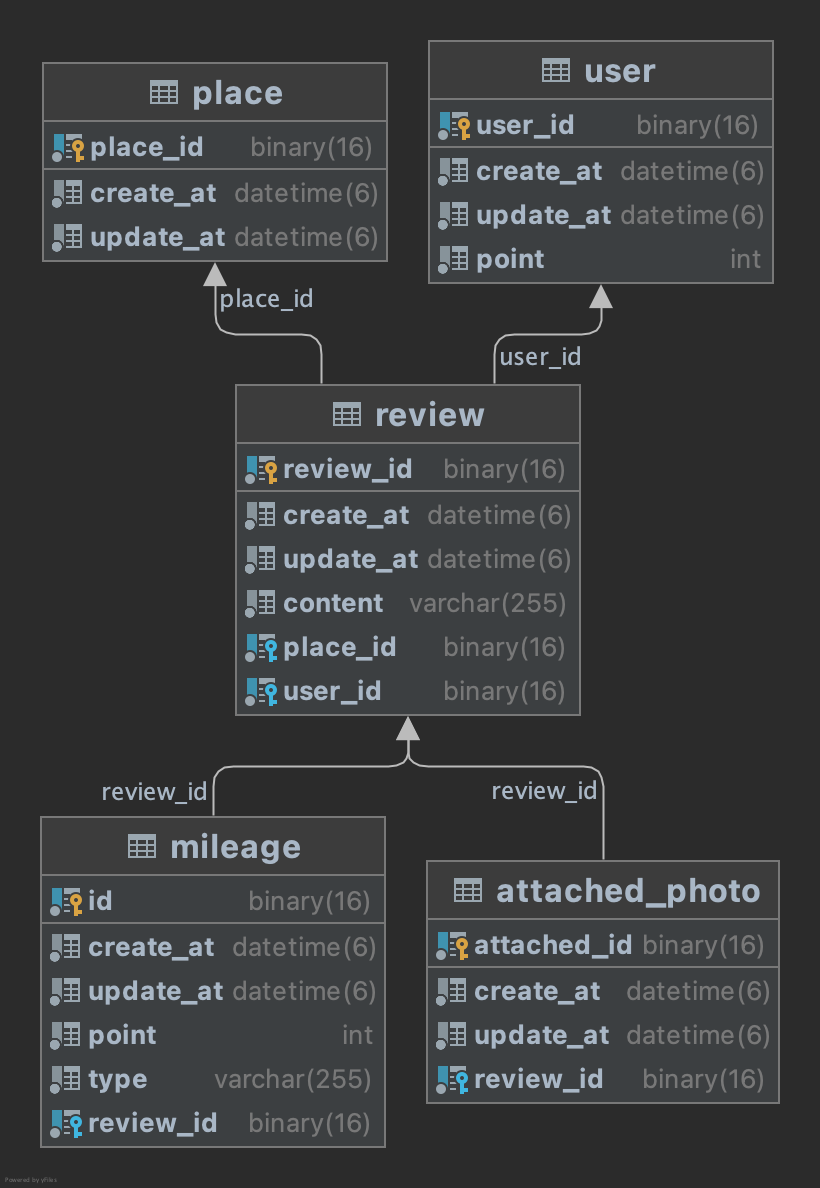 place
place_id binary(16)
create_at datetime(6)
update_at datetime(6)
user
user_id binary(16)
create_at datetime(6)
update_at datetime(6)
point int
place_id
user_id
review
review_id binary(16)
create_at datetime(6)
update_at datetime(6)
content varchar(255)
place_id binary(16)
user_id binary(16)
review_id
review_id
mileage
id binary(16)
create_at datetime(6)
update_at datetime(6)
point int
type varchar(255)
review_id binary(16)
attached_photo
attached_id binary(16)
create_at datetime(6)
update_at datetime(6)
review_id binary(16)
Powered by yFiles